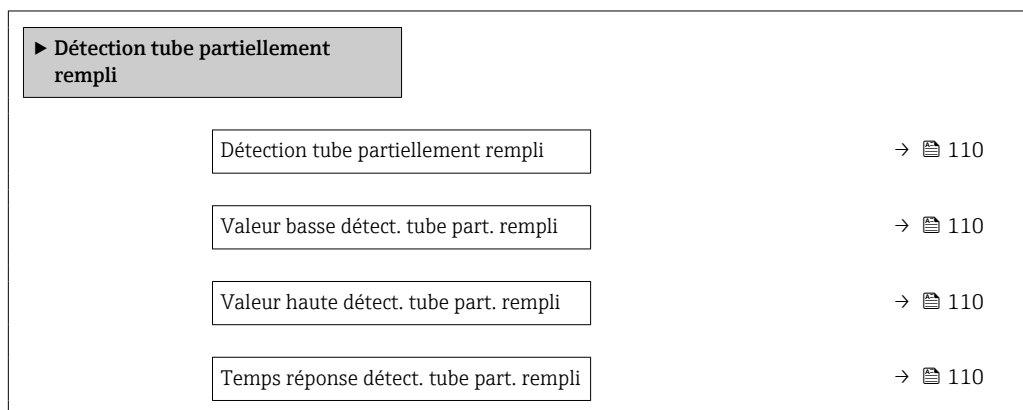 ▶ Détection tube partiellement
rempli
Détection tube partiellement rempli → 110
Valeur basse détect. tube part. rempli → 110
Valeur haute détect. tube part. rempli → 110
Temps réponse détect. tube part. rempli → 110